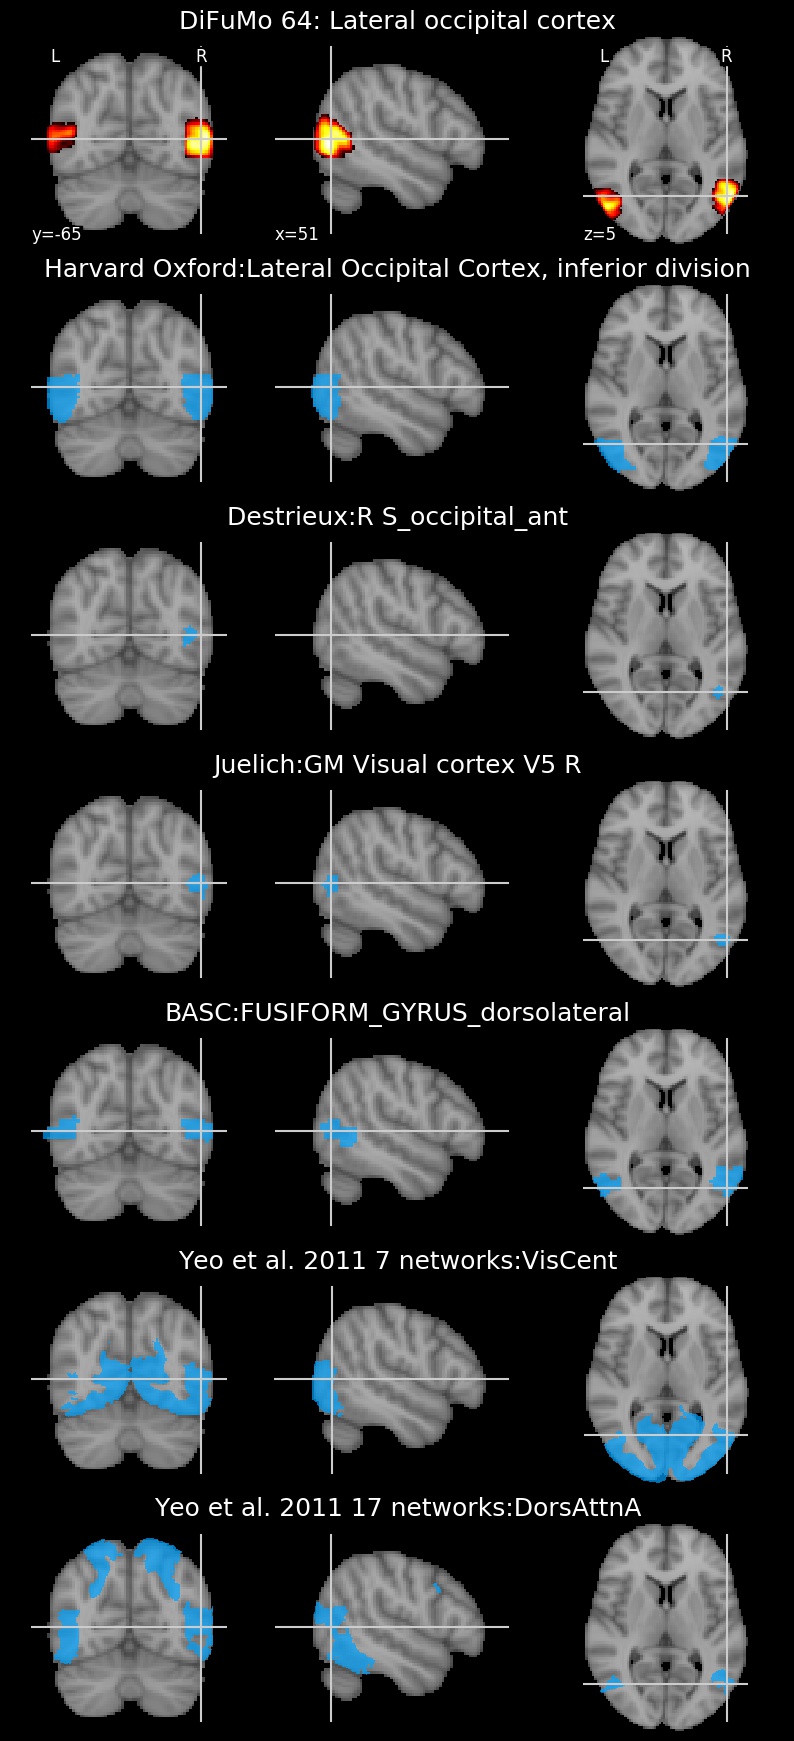 DiFuMo 64: Lateral occipital cortex
L R L R
y=-65 x=51 z=5
Harvard Oxford:Lateral Occipital Cortex, inferior division
Destrieux:R S_occipital_ant
Juelich:GM Visual cortex V5 R
BASC:FUSIFORM_GYRUS_dorsolateral
Yeo et al. 2011 7 networks:VisCent
Yeo et al. 2011 17 networks:DorsAttnA